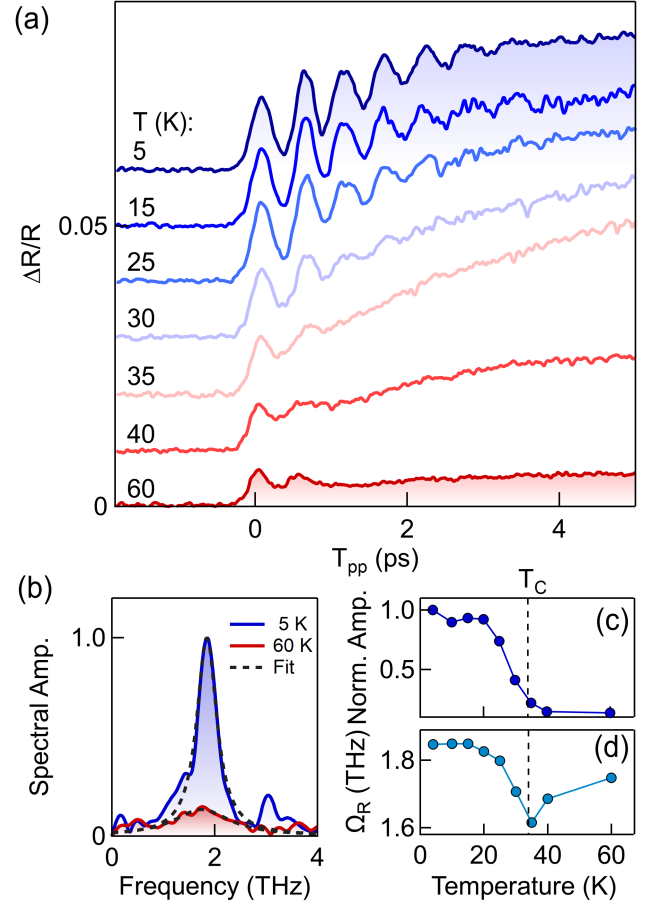 (a)
ΔR/R
0.05
0
T (K):
5
15
25
30
35
40
60
0 2 4
T_pp (ps)
(b)
Spectral Amp.
1.0
0
5 K
60 K
Fit
0 2 4
Frequency (THz)
T_C
(c)
Norm. Amp.
1.0
0.5
(d)
Ω_R (THz)
1.8
1.6
0 20 40 60
Temperature (K)